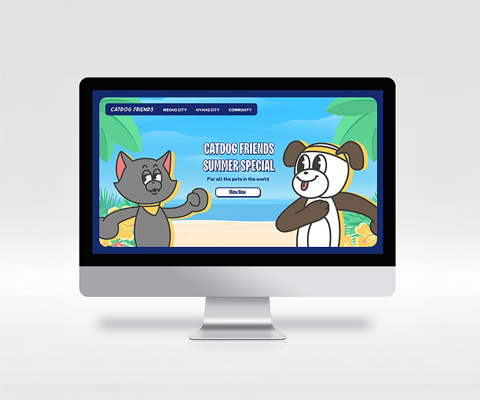 CATDOG FRIENDS MEONG CITY NYANG CITY COMMUNITY
CATDOG FRIENDS
SUMMER SPECIAL
For all the pets in the world
View Now